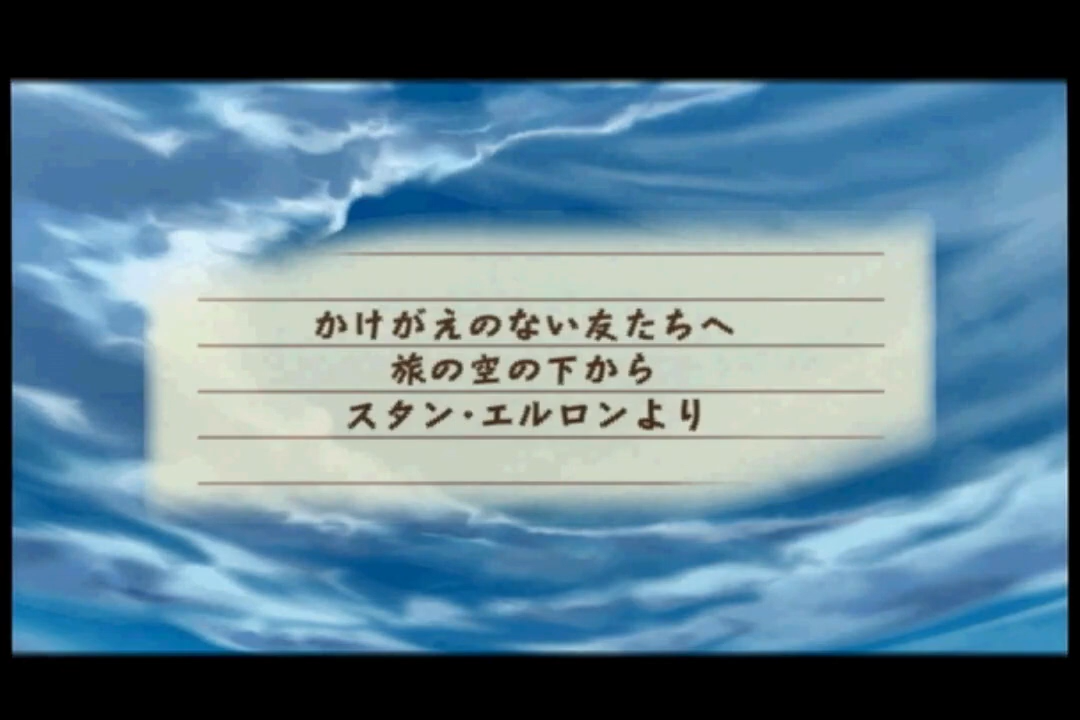 かけがえのない友たちへ
旅の空の下から
スタン・エルロンより